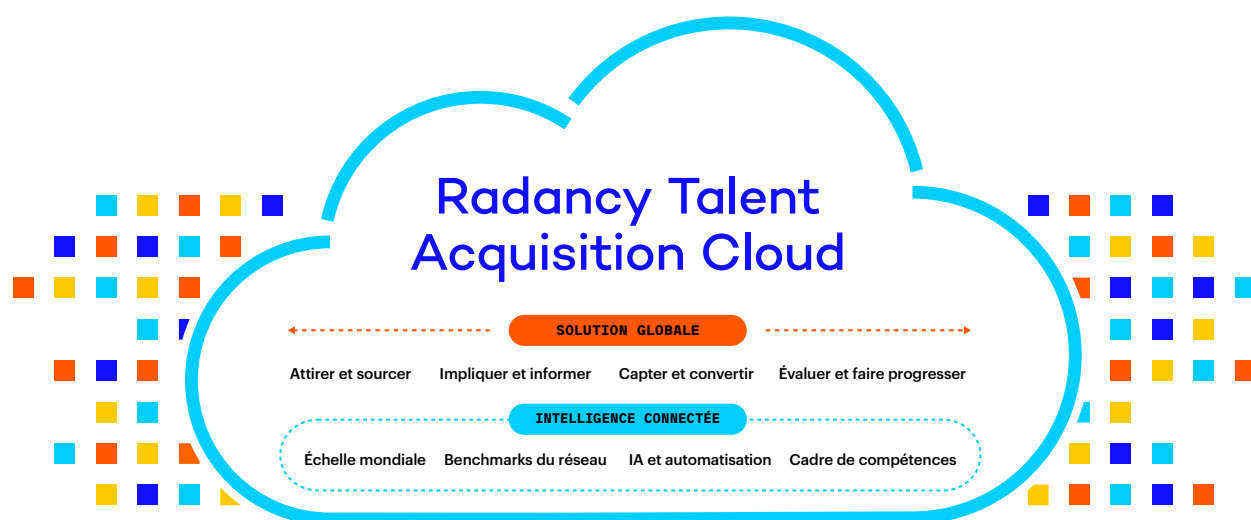 Radancy Talent
Acquisition Cloud
SOLUTION GLOBALE
Attirer et sourcer Impliquer et informer Capter et convertir Évaluer et faire progresser
INTELLIGENCE CONNECTÉE
Échelle mondiale Benchmarks du réseau IA et automatisation Cadre de compétences